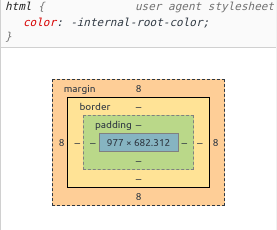 html {	user agent stylesheet
color: -internal-root-color;
}
margin 8
border –
padding –
8 – – 977 × 682.312 – – 8
–
–
8